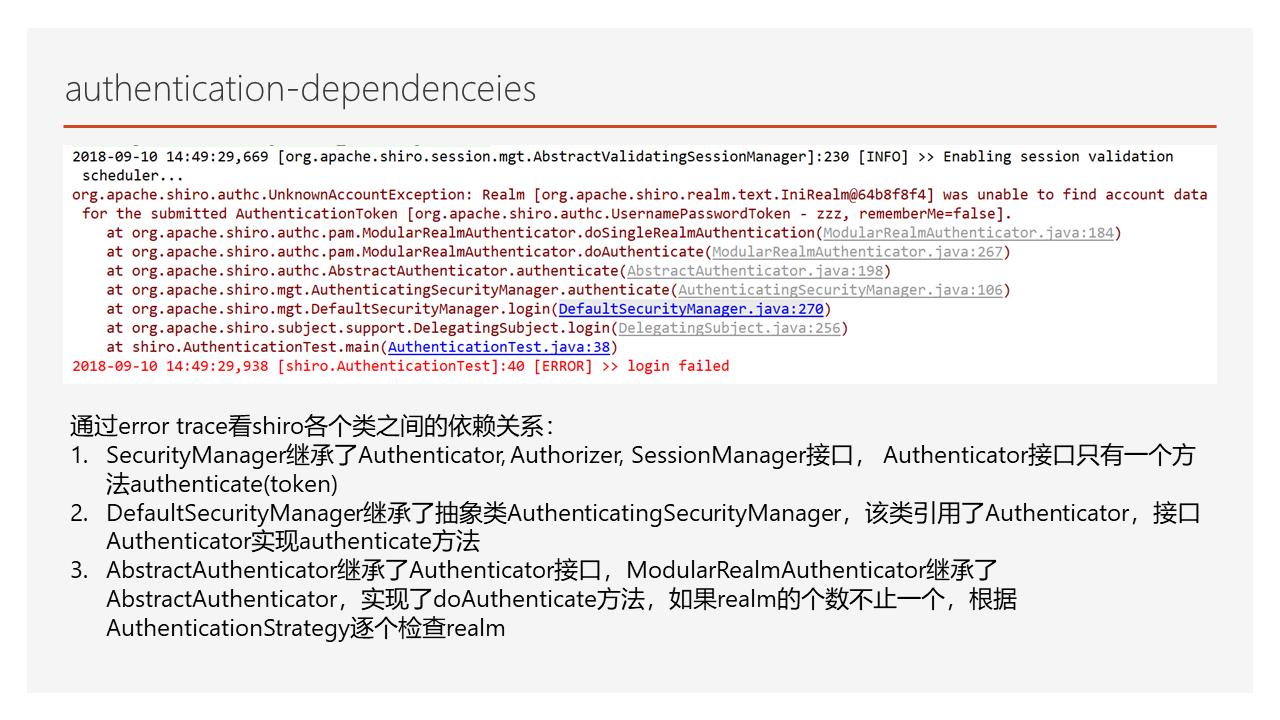 authentication-dependenceies
2018-09-10 14:49:29,669 [org.apache.shiro.session.mgt.AbstractValidatingSessionManager]:230 [INFO] >> Enabling session validation
scheduler...
org.apache.shiro.authc.UnknownAccountException: Realm [org.apache.shiro.realm.text.IniRealm@64b8f8f4] was unable to find account data
for the submitted AuthenticationToken [org.apache.shiro.authc.UsernamePasswordToken - zzz, rememberMe=false].
at org.apache.shiro.authc.pam.ModularRealmAuthenticator.doSingleRealmAuthentication(ModularRealmAuthenticator.java:184)
at org.apache.shiro.authc.pam.ModularRealmAuthenticator.doAuthenticate(ModularRealmAuthenticator.java:267)
at org.apache.shiro.authc.AbstractAuthenticator.authenticate(AbstractAuthenticator.java:198)
at org.apache.shiro.mgt.AuthenticatingSecurityManager.authenticate(AuthenticatingSecurityManager.java:106)
at org.apache.shiro.mgt.DefaultSecurityManager.login(DefaultSecurityManager.java:270)
at org.apache.shiro.subject.support.DelegatingSubject.login(DelegatingSubject.java:256)
at shiro.AuthenticationTest.main(AuthenticationTest.java:38)
2018-09-10 14:49:29,938 [shiro.AuthenticationTest]:40 [ERROR] >> login failed
通过error trace看shiro各个类之间的依赖关系：
1. SecurityManager继承了Authenticator, Authorizer, SessionManager接口， Authenticator接口只有一个方
法authenticate(token)
2. DefaultSecurityManager继承了抽象类AuthenticatingSecurityManager，该类引用了Authenticator，接口
Authenticator实现authenticate方法
3. AbstractAuthenticator继承了Authenticator接口，ModularRealmAuthenticator继承了
AbstractAuthenticator，实现了doAuthenticate方法，如果realm的个数不止一个，根据
AuthenticationStrategy逐个检查realm